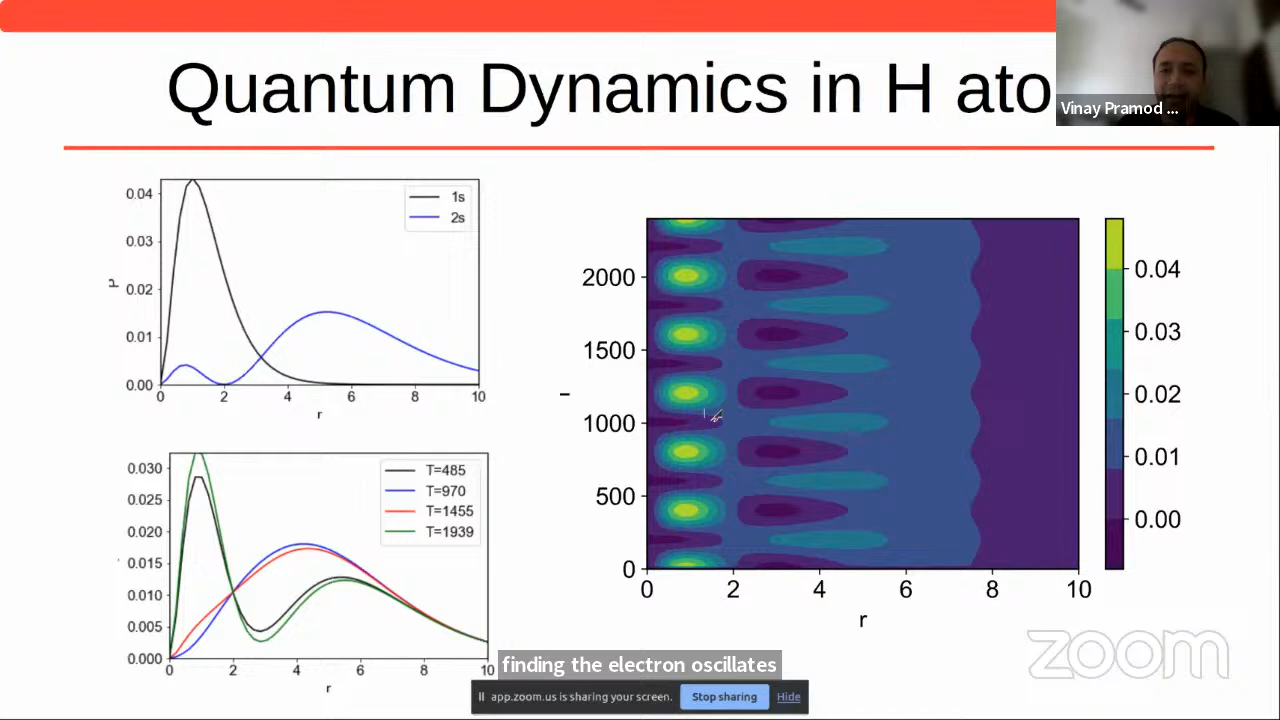 Quantum Dynamics in H ato
Vinay Pramod ...
0.04
0.03
0.02
0.01
0.00
P
0 2 4 6 8 10
r
1s
2s
0.030
0.025
0.020
0.015
0.010
0.005
0.000
0 2 4 6 8 10
r
T=485
T=970
T=1455
T=1939
2000
1500
1000
500
0
0 2 4 6 8 10
r
0.04
0.03
0.02
0.01
0.00
zoom
finding the electron oscillates
app.zoom.us is sharing your screen. Stop sharing Hide